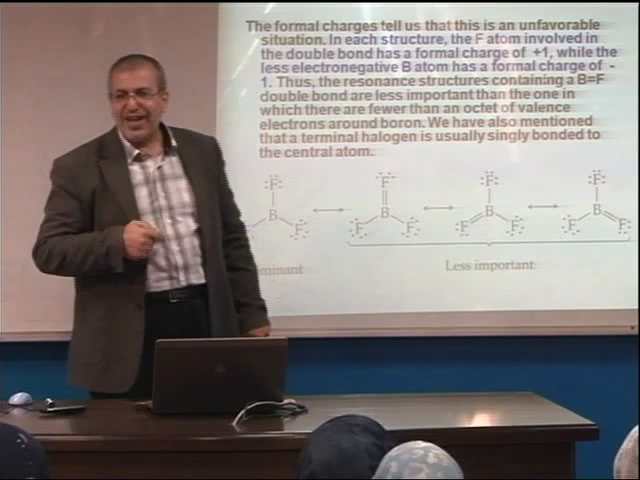 The formal charges tell us that this is an unfavorable
situation. In each structure, the F atom involved in
the double bond has a formal charge of +1, while the
less electronegative B atom has a formal charge of -
1. Thus, the resonance structures containing a B=F
double bond are less important than the one in
which there are fewer than an octet of valence
electrons around boron. We have also mentioned
that a terminal halogen is usually singly bonded to
the central atom.
F F F F
B B B B
F F F F F F F
minant
Less important